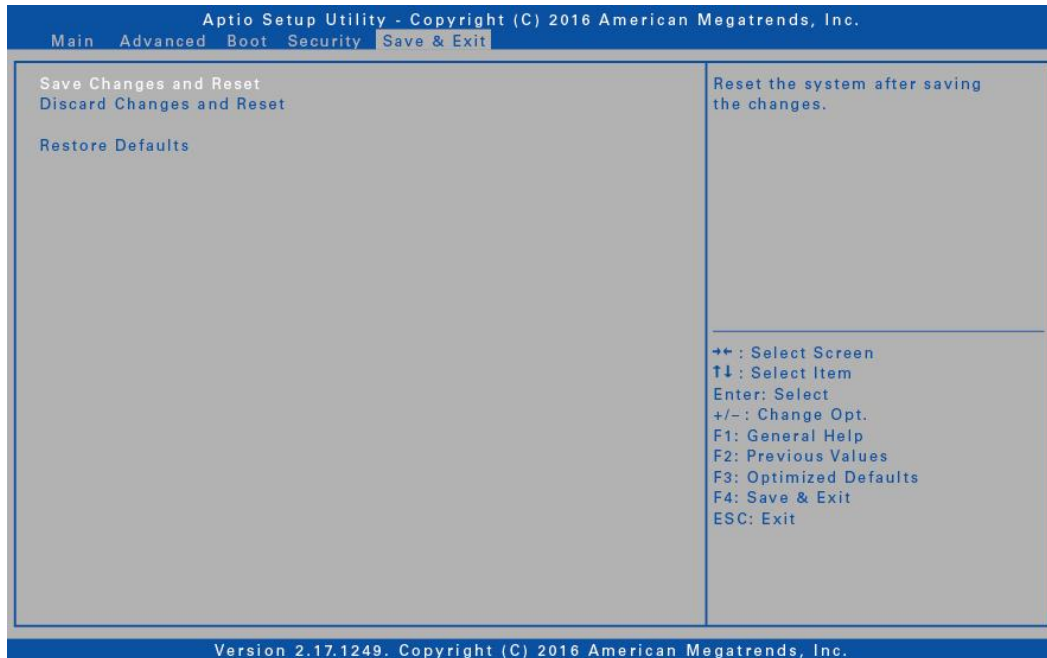 Aptio Setup Utility - Copyright (C) 2016 American Megatrends, Inc.
Main Advanced Boot Security Save & Exit
Save Changes and Reset
Discard Changes and Reset
Restore Defaults
Reset the system after saving
the changes.
→← : Select Screen
↑↓ : Select Item
Enter: Select
+/– : Change Opt.
F1: General Help
F2: Previous Values
F3: Optimized Defaults
F4: Save & Exit
ESC: Exit
Version 2.17.1249. Copyright (C) 2016 American Megatrends, Inc.